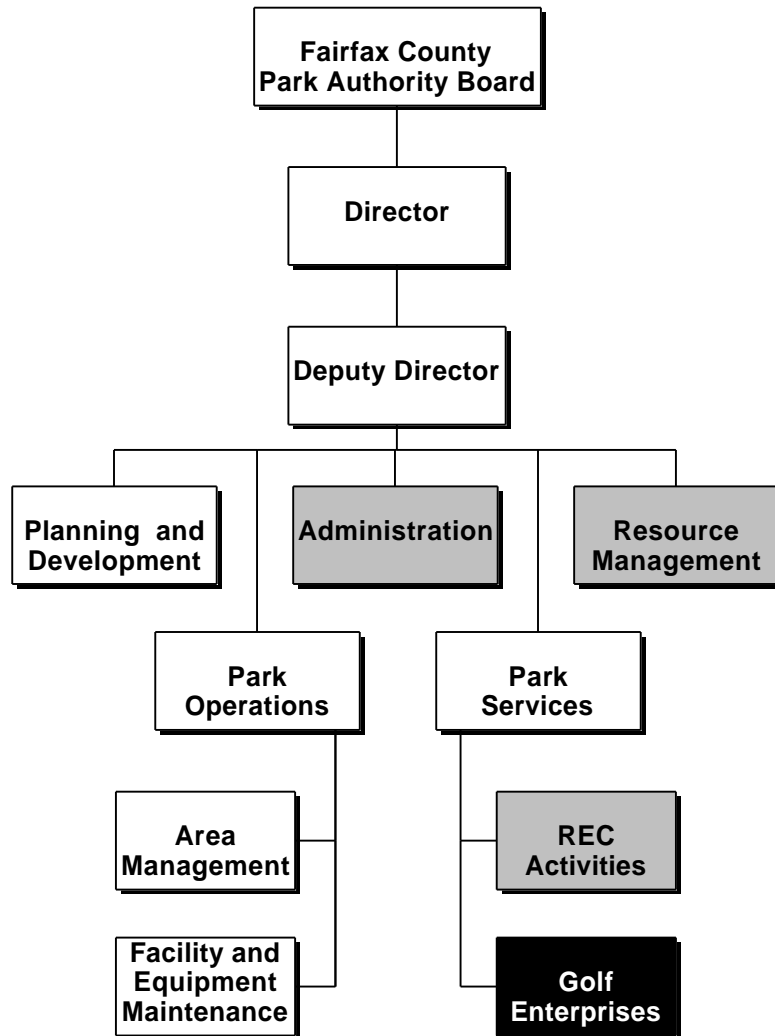 Fairfax County
Park Authority Board
Director
Deputy Director
Planning and
Development
Administration
Resource
Management
Park
Operations
Park
Services
Area
Management
REC
Activities
Facility and
Equipment
Maintenance
Golf
Enterprises